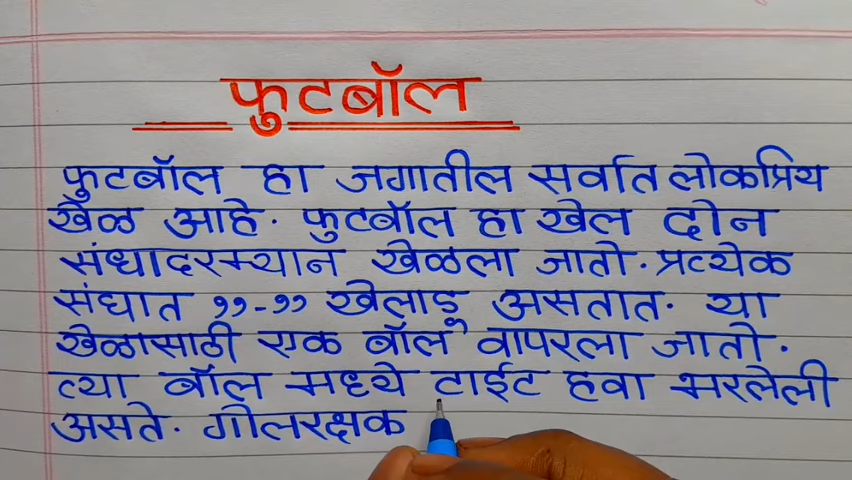 फुटबॉल
फुटबॉल हा जगातील सर्वात लोकप्रिय
खेळ आहे. फुटबॉल हा खेल दोन
संधादरम्यान खेळला जातो. प्रत्येक
संघात ११-११ खेलाडू असतात. या
खेळासाठी एक बॉल वापरला जातो.
त्या बॉल मध्ये टाईट हवा भरलेली
असते. गोलरक्षक